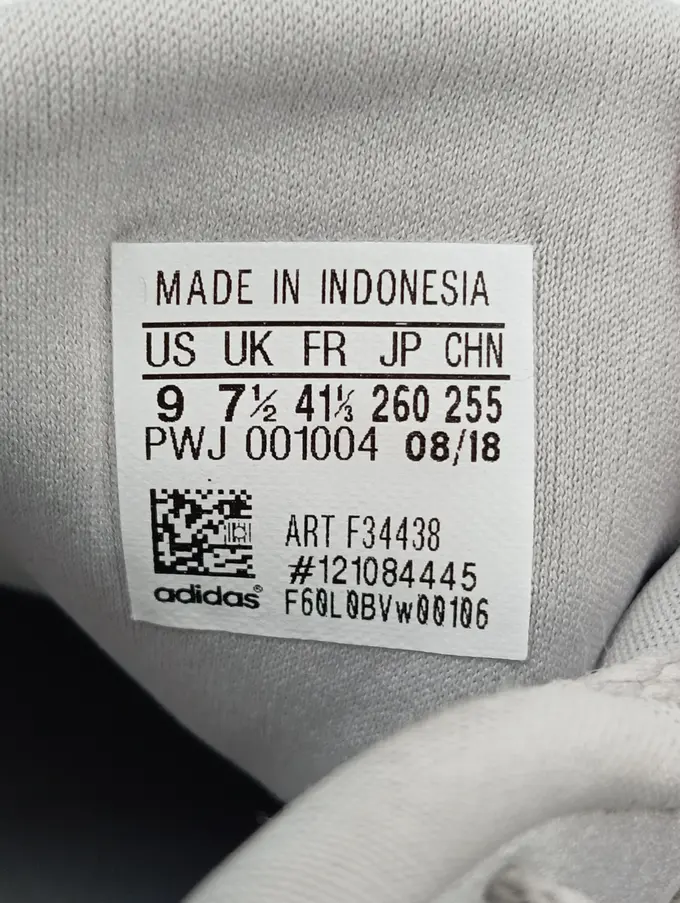 MADE IN INDONESIA
US UK FR JP CHN
9 7½ 41⅓ 260 255
PWJ 001004 08/18
ART F34438
#121084445
adidas® F60L0BVw00106